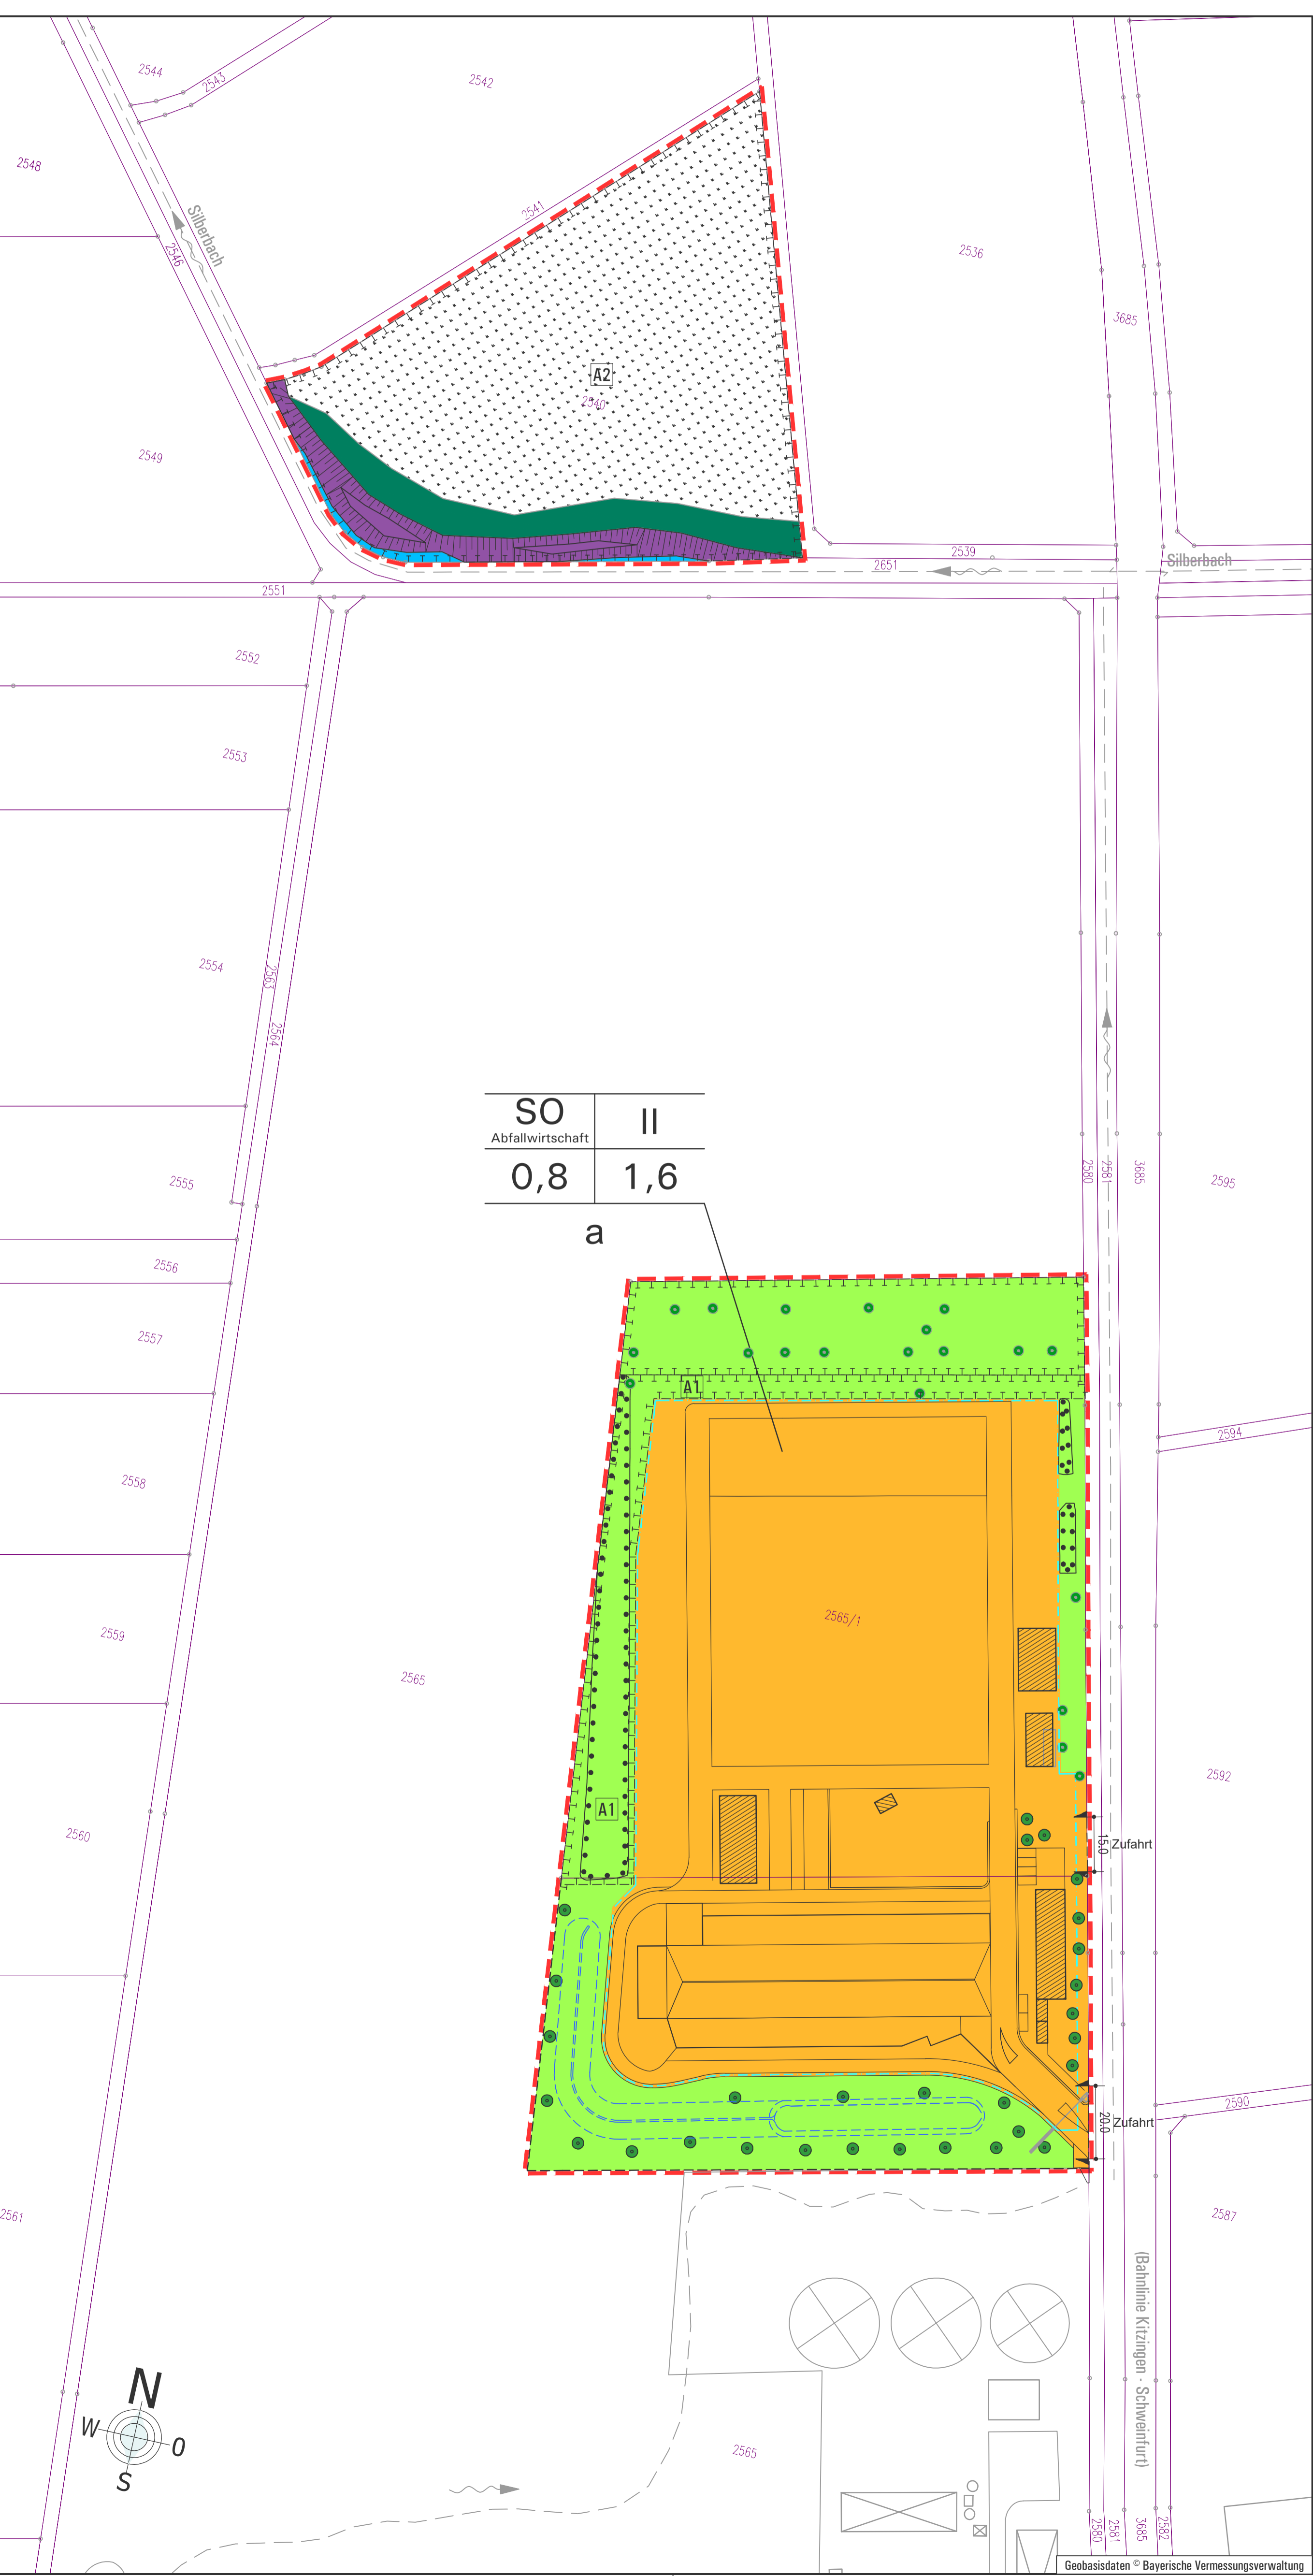 2544
2543
2542
2548
Silberbach
2546
2541
2536
3685
A2
2540
2549
2539
Silberbach
2651
2551
2552
2553
2554
2563
2564
SO
Abfallwirtschaft
II
0,8
1,6
a
2555
2580
2581
3685
2595
2556
2557
A1
2594
2558
2565/1
2559
2565
2592
A1
2560
15.0
Zufahrt
20.0
Zufahrt
2590
2561
2587
(Bahnlinie Kitzingen - Schweinfurt)
N
W
O
S
2565
2580
2581
3685
2582
Geobasisdaten © Bayerische Vermessungsverwaltung